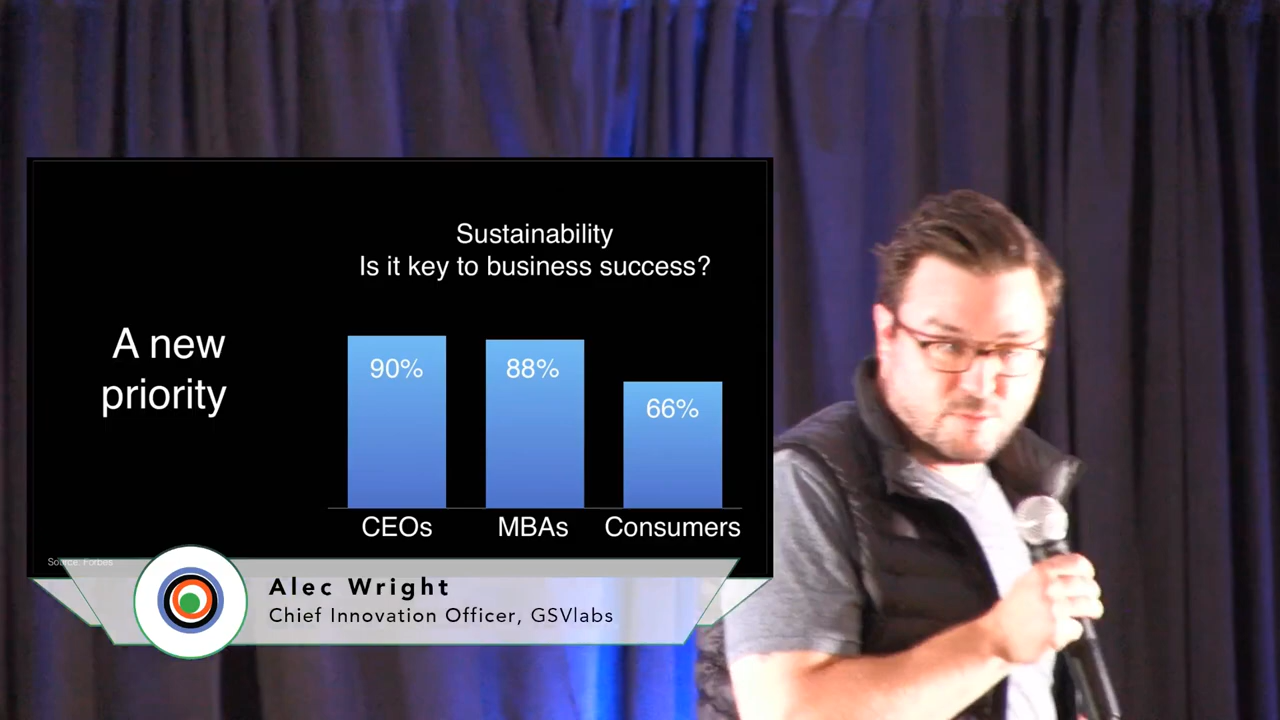 Sustainability
Is it key to business success?
A new
priority
90%
88%
66%
CEOs
MBAs
Consumers
Source: Forbes
Alec Wright
Chief Innovation Officer, GSVlabs